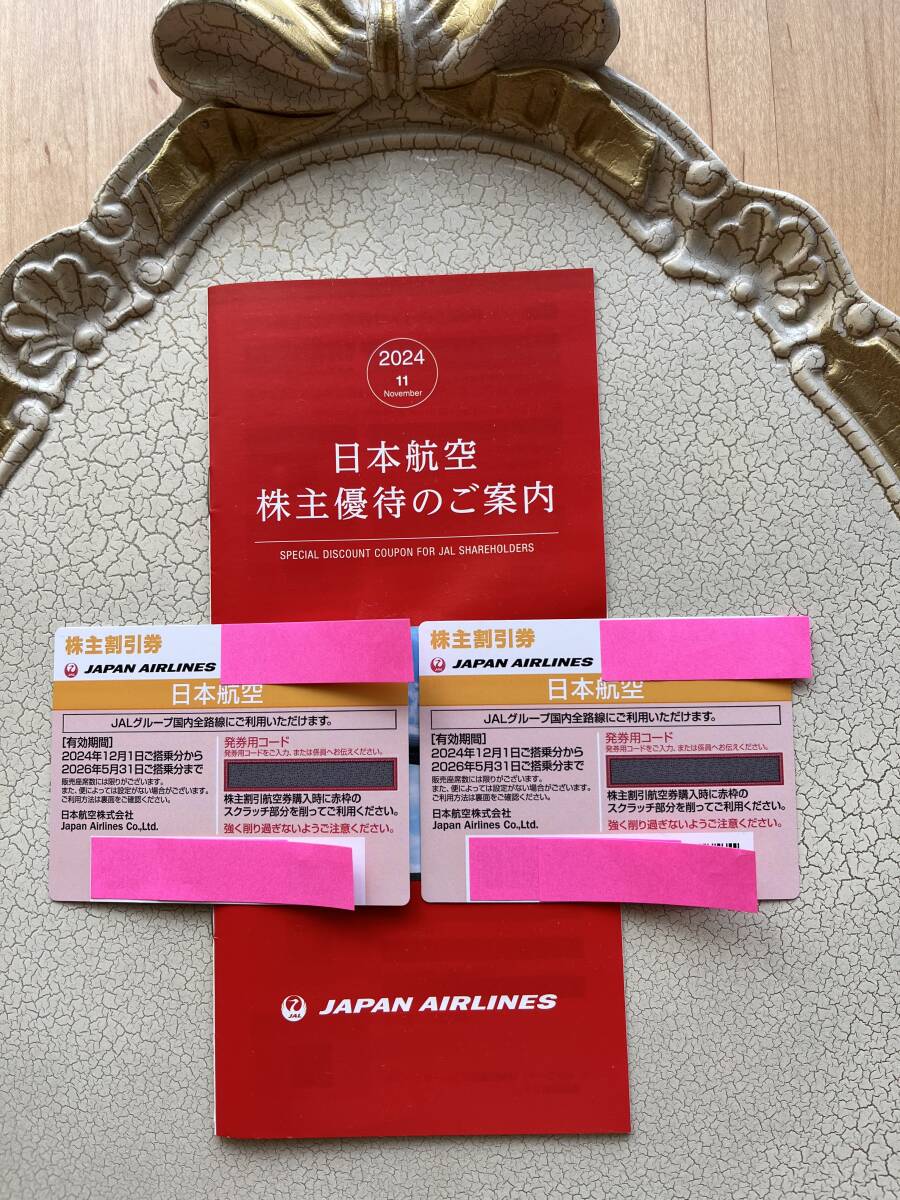 2024
11
November
日本航空
株主優待のご案内
SPECIAL DISCOUNT COUPON FOR JAL SHAREHOLDERS
株主割引券
JAL
JAPAN AIRLINES
日本航空
JALグループ国内全路線にご利用いただけます。
[有効期間]
2024年12月1日ご搭乗分から
2026年5月31日ご搭乗分まで
販売座席数には限りがございます。
また、便によっては設定がない場合がございます。
ご利用方法は裏面をご確認ください。
日本航空株式会社
Japan Airlines Co.,Ltd.
発券用コード
発券用コードをご入力、または係員へお伝えください。
株主割引航空券購入時に赤枠の
スクラッチ部分を削ってご利用ください。
強く削り過ぎないようご注意ください。
株主割引券
JAL
JAPAN AIRLINES
日本航空
JALグループ国内全路線にご利用いただけます。
[有効期間]
2024年12月1日ご搭乗分から
2026年5月31日ご搭乗分まで
販売座席数には限りがございます。
また、便によっては設定がない場合がございます。
ご利用方法は裏面をご確認ください。
日本航空株式会社
Japan Airlines Co.,Ltd.
発券用コード
発券用コードをご入力、または係員へお伝えください。
株主割引航空券購入時に赤枠の
スクラッチ部分を削ってご利用ください。
強く削り過ぎないようご注意ください。
JAL
JAPAN AIRLINES